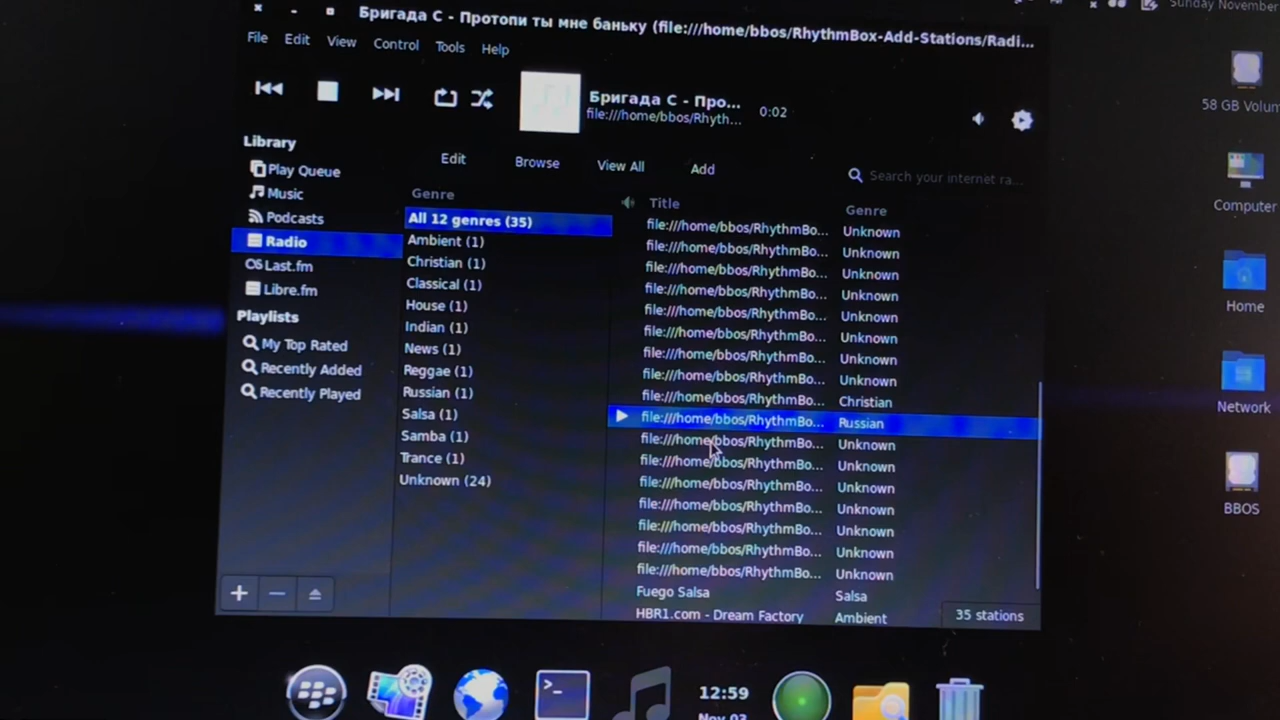 Sunday November
Бригада С - Протопи ты мне баньку (file:///home/bbos/RhythmBox-Add-Stations/Radi...
File Edit View Control Tools Help
Бригада С - Про...
file:///home/bbos/Rhyth...
0:02
Edit Browse View All Add
Search your internet ra...
Library
Play Queue
Music
Podcasts
Radio
Last.fm
Libre.fm
Playlists
My Top Rated
Recently Added
Recently Played
Genre
All 12 genres (35)
Ambient (1)
Christian (1)
Classical (1)
House (1)
Indian (1)
News (1)
Reggae (1)
Russian (1)
Salsa (1)
Samba (1)
Trance (1)
Unknown (24)
Title Genre
file:///home/bbos/RhythmBo... Unknown
file:///home/bbos/RhythmBo... Unknown
file:///home/bbos/RhythmBo... Unknown
file:///home/bbos/RhythmBo... Unknown
file:///home/bbos/RhythmBo... Unknown
file:///home/bbos/RhythmBo... Unknown
file:///home/bbos/RhythmBo... Unknown
file:///home/bbos/RhythmBo... Unknown
file:///home/bbos/RhythmBo... Christian
file:///home/bbos/RhythmBo... Russian
file:///home/bbos/RhythmBo... Unknown
file:///home/bbos/RhythmBo... Unknown
file:///home/bbos/RhythmBo... Unknown
file:///home/bbos/RhythmBo... Unknown
file:///home/bbos/RhythmBo... Unknown
file:///home/bbos/RhythmBo... Unknown
file:///home/bbos/RhythmBo... Unknown
Fuego Salsa Salsa
HBR1.com - Dream Factory Ambient
35 stations
58 GB Volum
Computer
Home
Network
BBOS
12:59
Nov 03